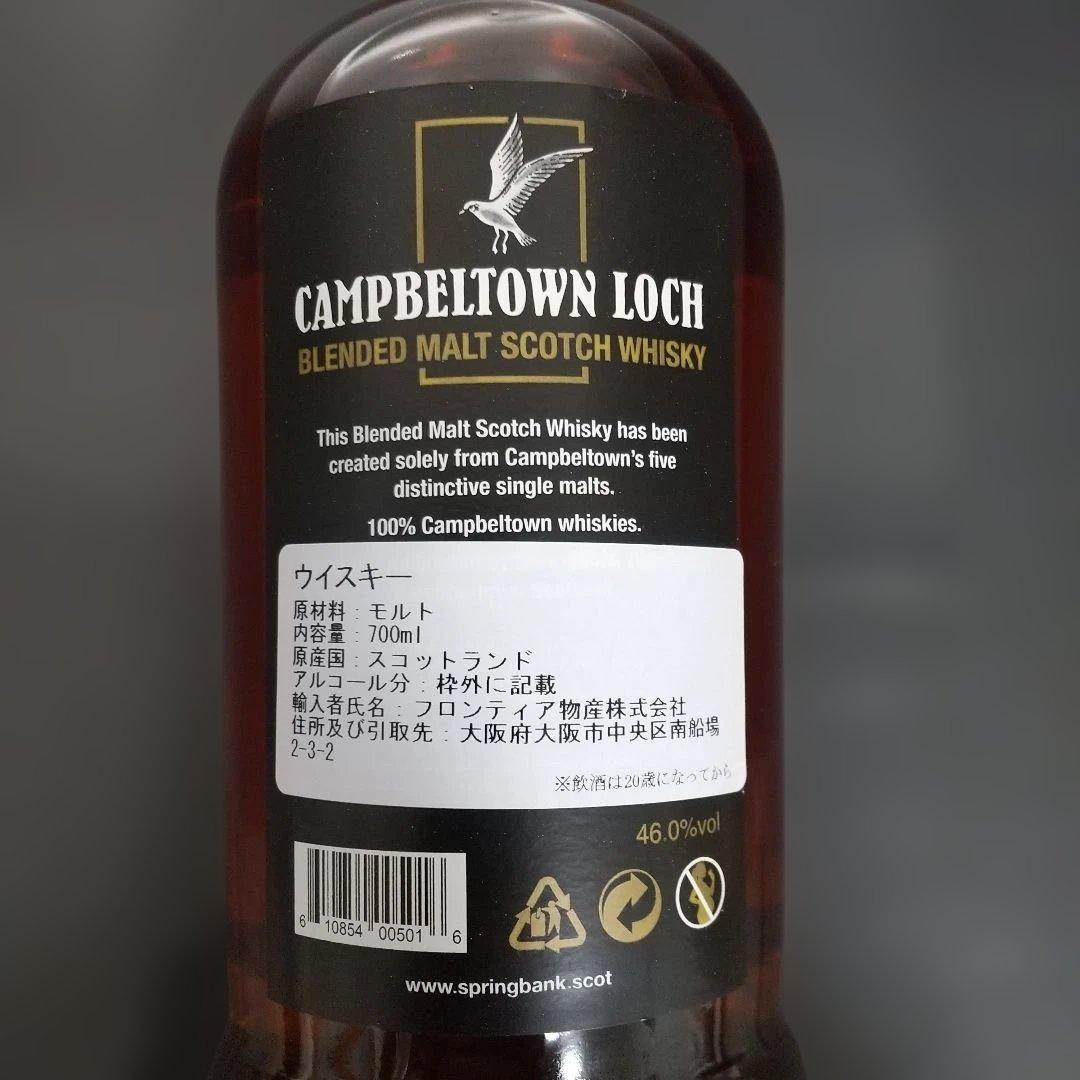 CAMPBELTOWN LOCH
BLENDED MALT SCOTCH WHISKY
This Blended Malt Scotch Whisky has been
created solely from Campbeltown's five
distinctive single malts.
100% Campbeltown whiskies.
ウイスキー
原材料：モルト
内容量：700ml
原産国：スコットランド
アルコール分：枠外に記載
輸入者氏名：フロンティア物産株式会社
住所及び引取先：大阪府大阪市中央区南船場
2-3-2
※飲酒は20歳になってから
46.0%vol
6 10854 00501 6
www.springbank.scot